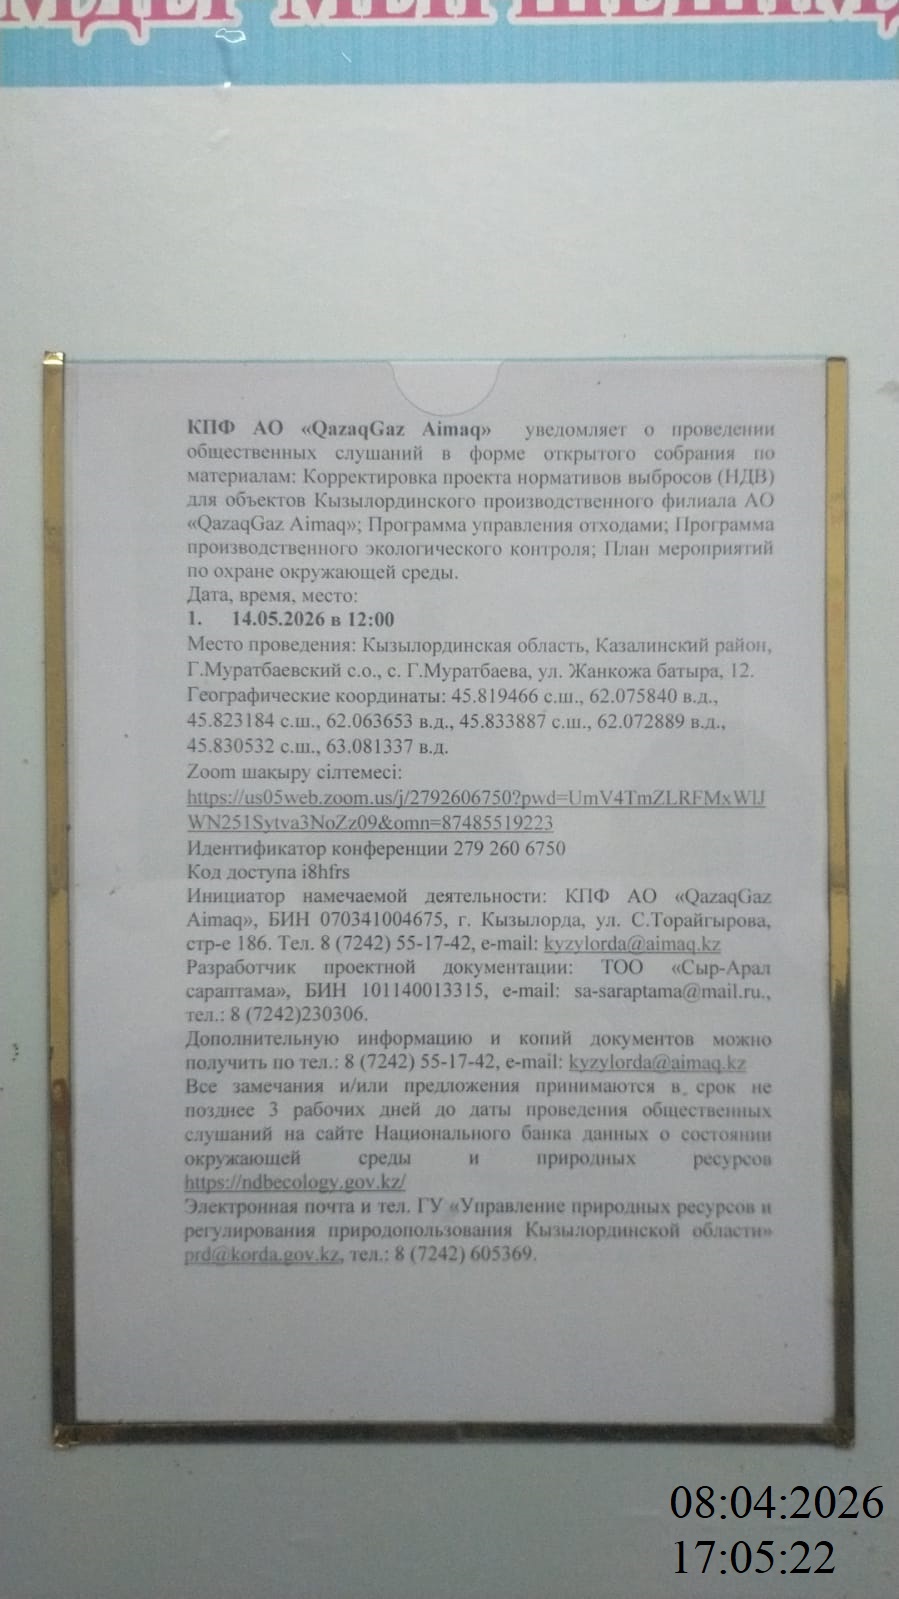 КПФ АО «QazaqGaz Aimaq» уведомляет о проведении
общественных слушаний в форме открытого собрания по
материалам: Корректировка проекта нормативов выбросов (НДВ)
для объектов Кызылординского производственного филиала АО
«QazaqGaz Aimaq»; Программа управления отходами; Программа
производственного экологического контроля; План мероприятий
по охране окружающей среды.
Дата, время, место:
1. 14.05.2026 в 12:00
Место проведения: Кызылординская область, Казалинский район,
Г.Муратбаевский с.о., с. Г.Муратбаева, ул. Жанкожа батыра, 12.
Географические координаты: 45.819466 с.ш., 62.075840 в.д.,
45.823184 с.ш., 62.063653 в.д., 45.833887 с.ш., 62.072889 в.д.,
45.830532 с.ш., 63.081337 в.д.
Zoom шақыру сілтемесі:
https://us05web.zoom.us/j/2792606750?pwd=UmV4TmZLRFMxWlJ
WN251Sytva3NoZz09&omn=87485519223
Идентификатор конференции 279 260 6750
Код доступа i8hfrs
Инициатор намечаемой деятельности: КПФ АО «QazaqGaz
Aimaq», БИН 070341004675, г. Кызылорда, ул. С.Торайгырова,
стр-е 186. Тел. 8 (7242) 55-17-42, e-mail: kyzylorda@aimaq.kz
Разработчик проектной документации: ТОО «Сыр-Арал
сараптама», БИН 101140013315, e-mail: sa-saraptama@mail.ru.,
тел.: 8 (7242)230306.
Дополнительную информацию и копий документов можно
получить по тел.: 8 (7242) 55-17-42, e-mail: kyzylorda@aimaq.kz
Все замечания и/или предложения принимаются в срок не
позднее 3 рабочих дней до даты проведения общественных
слушаний на сайте Национального банка данных о состоянии
окружающей среды и природных ресурсов
https://ndbecology.gov.kz/
Электронная почта и тел. ГУ «Управление природных ресурсов и
регулирования природопользования Кызылординской области»
prd@korda.gov.kz, тел.: 8 (7242) 605369.
08:04:2026
17:05:22